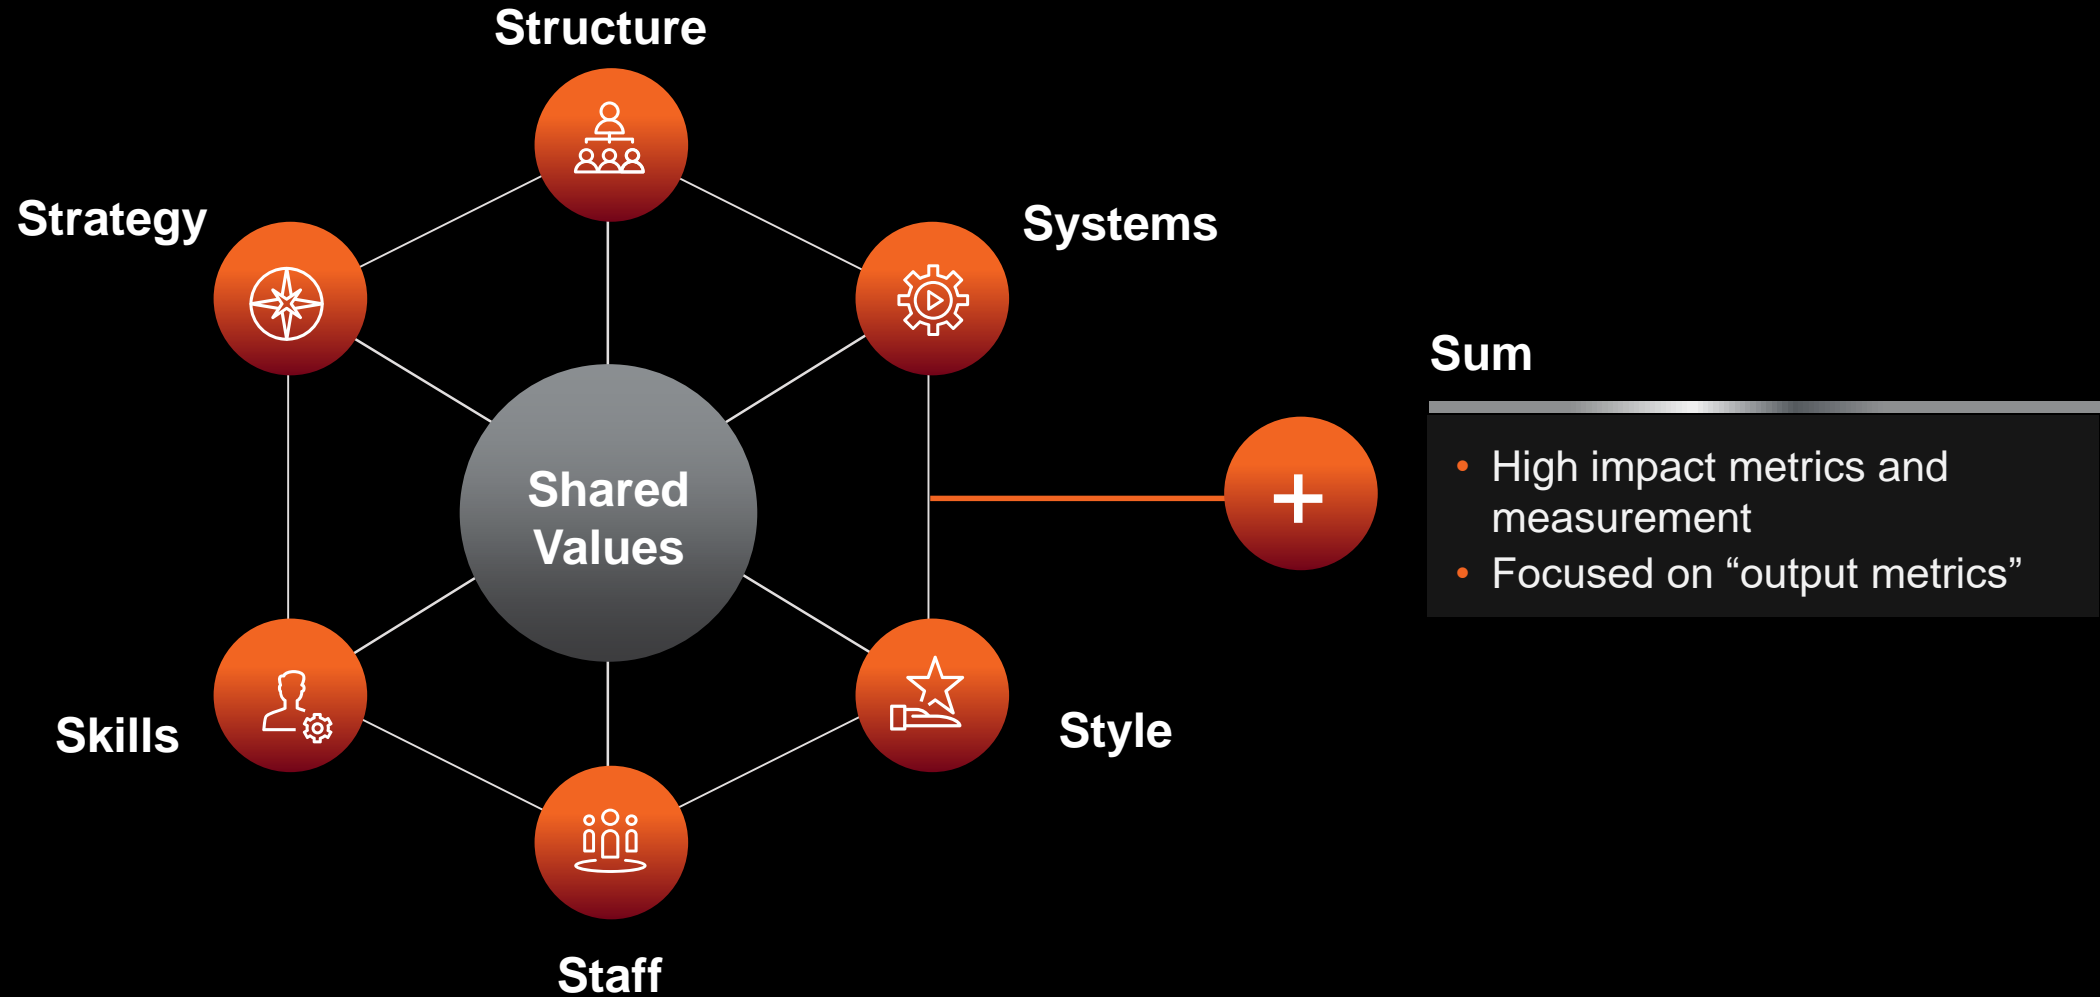 Structure
Strategy
Systems
Sum
Shared
Values
+
• High impact metrics and
measurement
• Focused on “output metrics”
Skills
Style
Staff